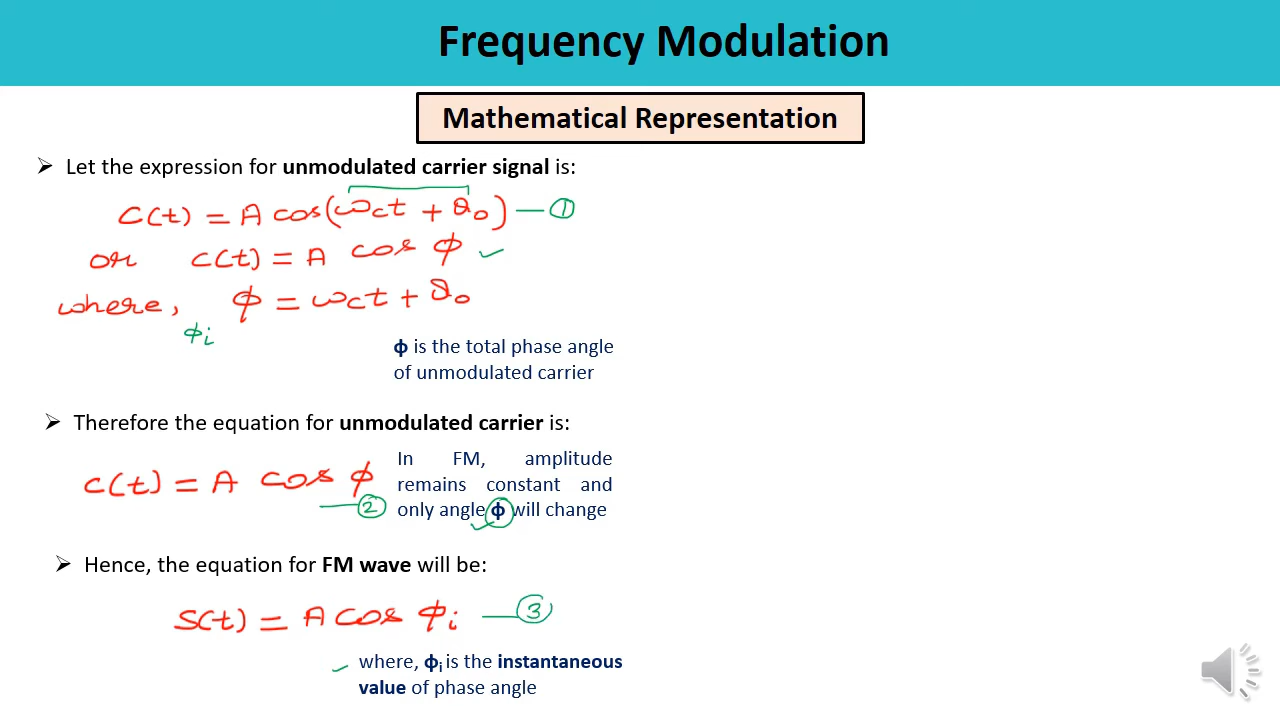 Frequency Modulation
Mathematical Representation
➢ Let the expression for unmodulated carrier signal is:
c(t) = A cos(ωct + θ₀) — ①
or c(t) = A cos ϕ ✓
where, ϕ = ωct + θ₀
ϕi
ϕ is the total phase angle
of unmodulated carrier
➢ Therefore the equation for unmodulated carrier is:
c(t) = A cos ϕ
— ②
In FM, amplitude
remains constant and
only angle ϕ will change
➢ Hence, the equation for FM wave will be:
s(t) = A cos ϕi — ③
where, ϕi is the instantaneous
value of phase angle